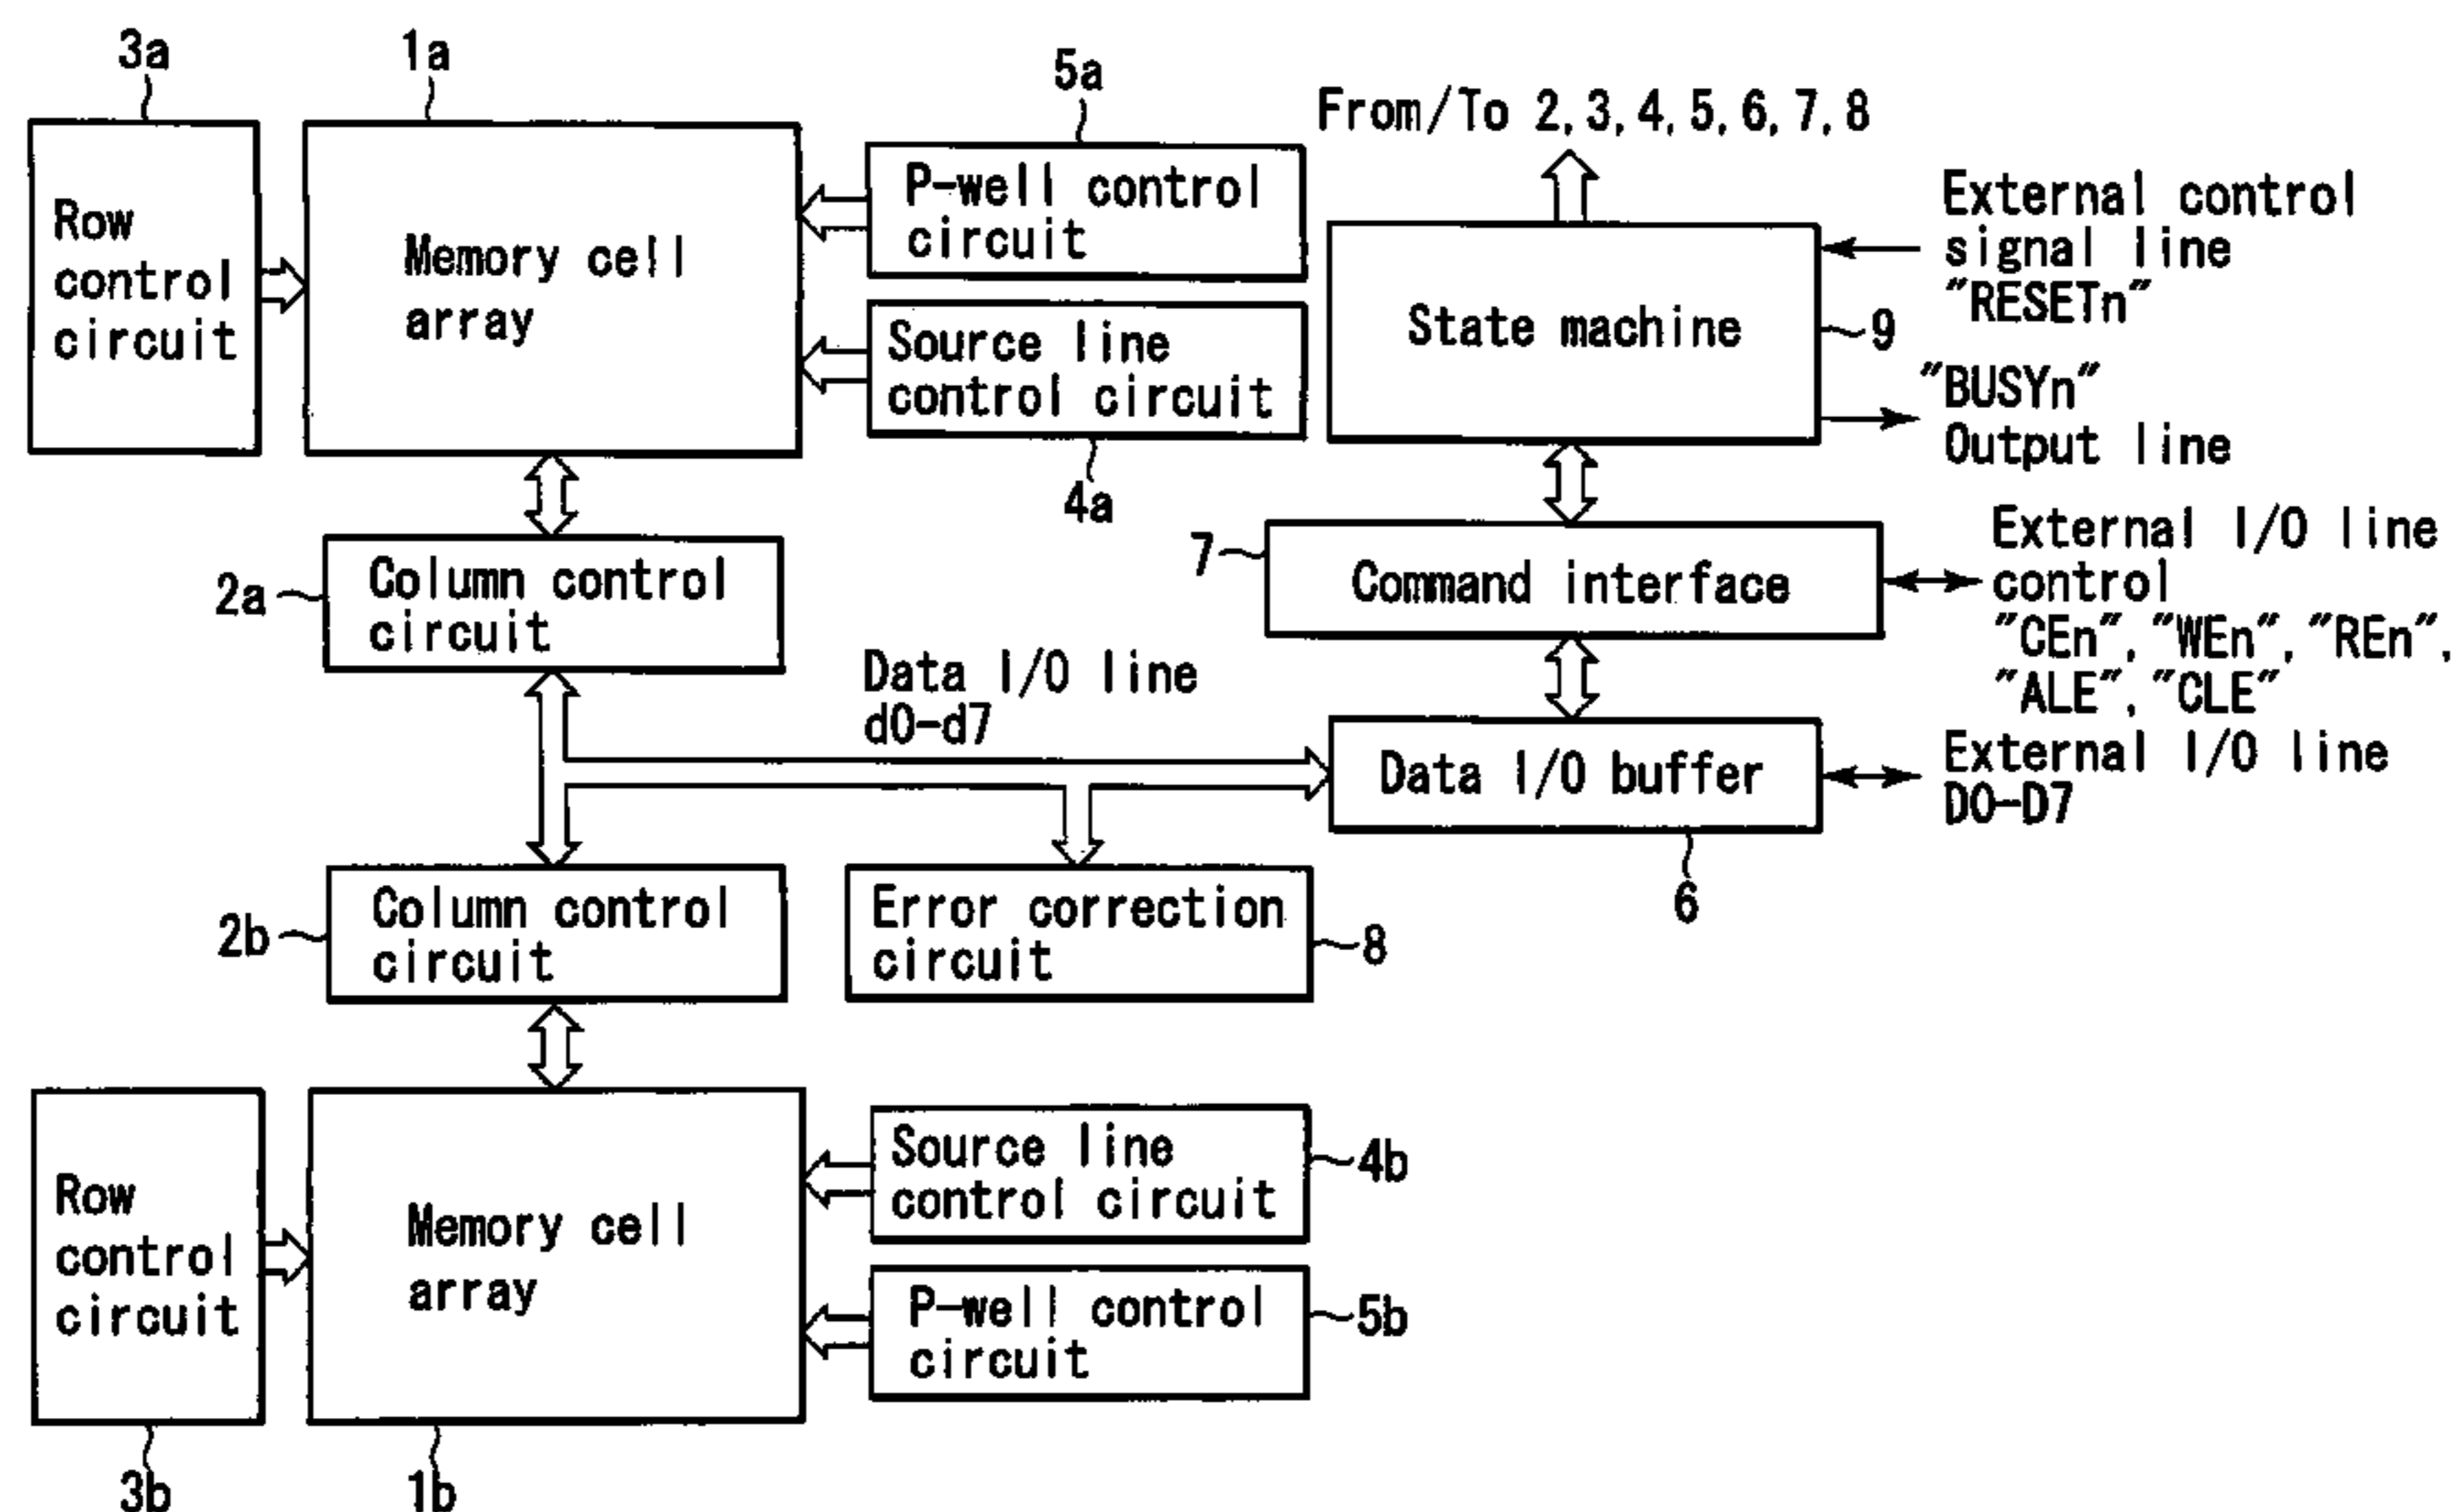 3a
1a
5a
From/To 2, 3, 4, 5, 6, 7, 8
Row
control
circuit
Memory cell
array
P-well control
circuit
Source line
control circuit
4a
State machine
9
External control
signal line
"RESETn"
"BUSYn"
Output line
2a
Column control
circuit
7
Command interface
External I/O line
control
"CEn", "WEn", "REn",
"ALE", "CLE"
Data I/O line
d0-d7
Data I/O buffer
6
External I/O line
D0-D7
2b
Column control
circuit
Error correction
circuit
8
Row
control
circuit
3b
Memory cell
array
1b
Source line
control circuit
4b
P-well control
circuit
5b